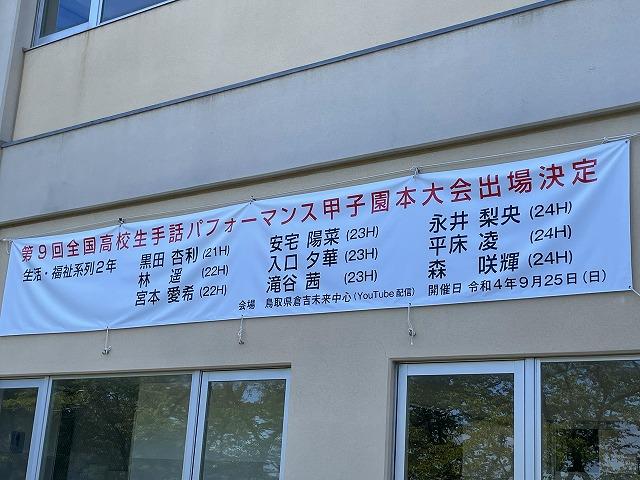 第9回全国高校生手話パフォーマンス甲子園本大会出場決定
生活・福祉系列2年 黒田 杏利(21H) 安宅 陽菜(23H) 永井 梨央(24H)
林 遥(22H) 入口 夕華(23H) 平床 凌(24H)
宮本 愛希(22H) 滝谷 茜(23H) 森 咲輝(24H)
会場 鳥取県倉吉未来中心(YouTube配信) 開催日 令和4年9月25日(日)